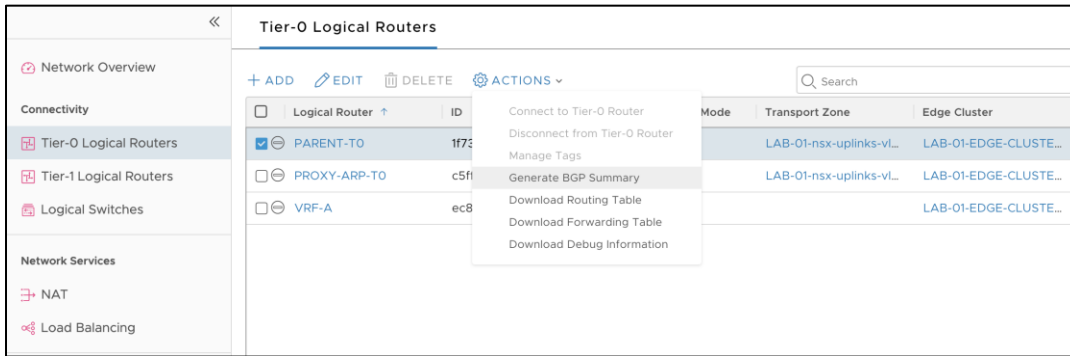 Tier-0 Logical Routers
Network Overview
Connectivity
Tier-0 Logical Routers
Tier-1 Logical Routers
Logical Switches
Network Services
NAT
Load Balancing
+ ADD EDIT DELETE ACTIONS
Search
Logical Router ID Mode Transport Zone Edge Cluster
PARENT-T0 1f73 LAB-01-nsx-uplinks-vl... LAB-01-EDGE-CLUSTE...
PROXY-ARP-T0 c5f LAB-01-nsx-uplinks-vl... LAB-01-EDGE-CLUSTE...
VRF-A ec8 LAB-01-EDGE-CLUSTE...
Connect to Tier-0 Router
Disconnect from Tier-0 Router
Manage Tags
Generate BGP Summary
Download Routing Table
Download Forwarding Table
Download Debug Information